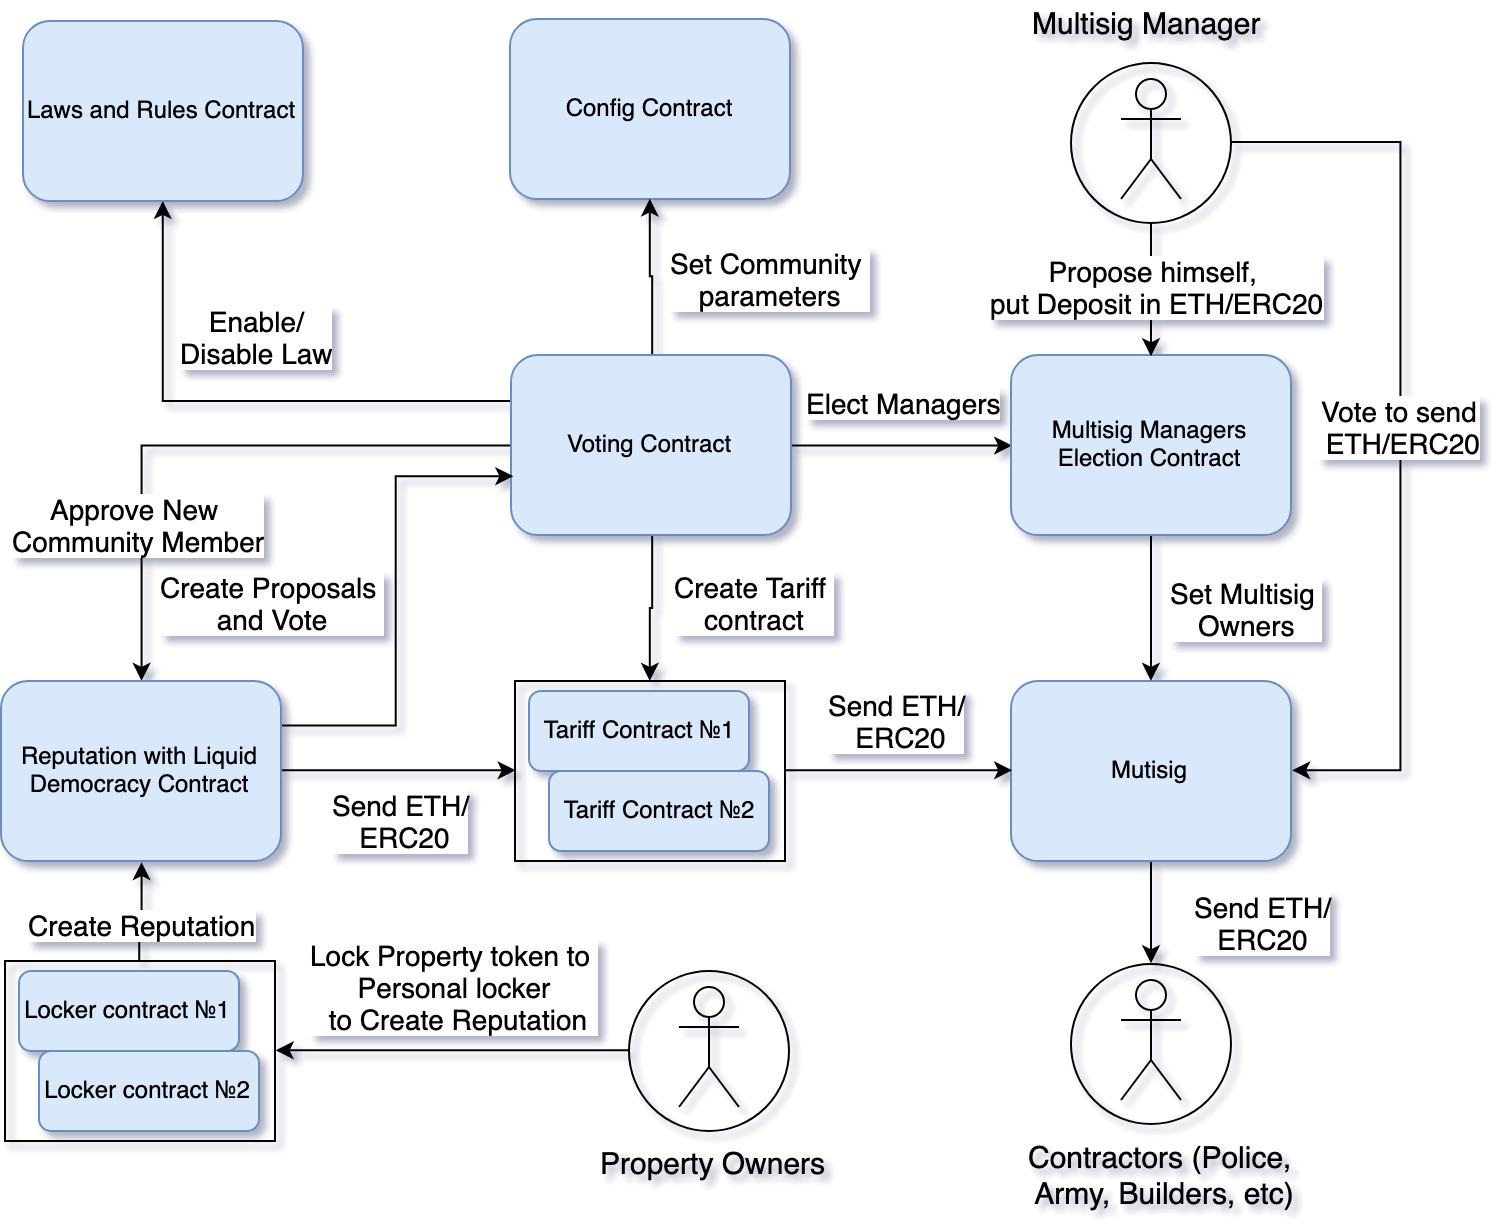 Multisig Manager
Laws and Rules Contract
Config Contract
Set Community
parameters
Propose himself,
put Deposit in ETH/ERC20
Enable/
Disable Law
Elect Managers
Vote to send
ETH/ERC20
Voting Contract
Multisig Managers
Election Contract
Approve New
Community Member
Create Proposals
and Vote
Create Tariff
contract
Set Multisig
Owners
Reputation with Liquid
Democracy Contract
Send ETH/
ERC20
Tariff Contract №1
Tariff Contract №2
Send ETH/
ERC20
Mutisig
Create Reputation
Send ETH/
ERC20
Locker contract №1
Locker contract №2
Lock Property token to
Personal locker
to Create Reputation
Property Owners
Contractors (Police,
Army, Builders, etc)